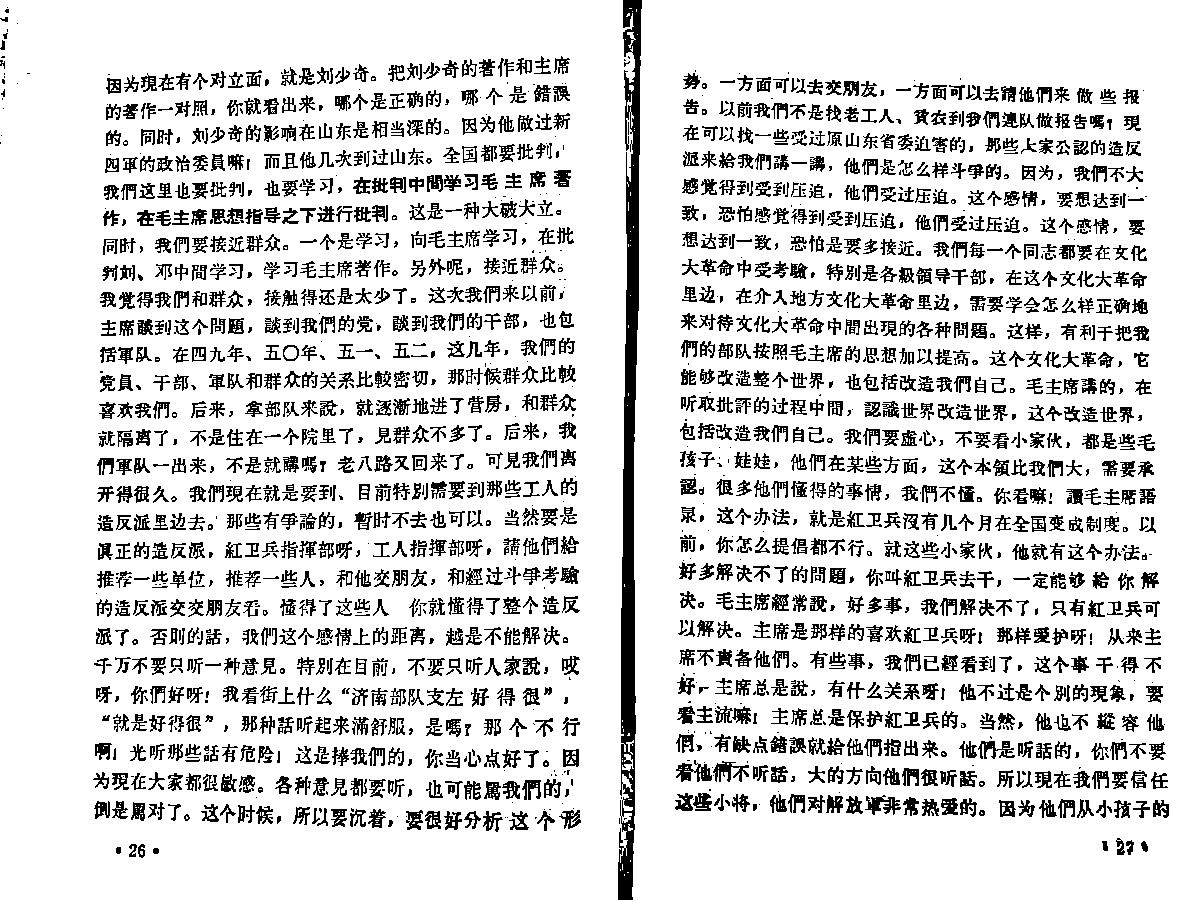 因为現在有个对立面，就是刘少奇。把刘少奇的著作和主席
的著作一对照，你就看出来，哪个是正确的，哪个是錯誤
的。同时，刘少奇的影响在山东是相当深的。因为他做过新
四軍的政治委員嘛！而且他几次到过山东。全国都要批判，
我們这里也要批判，也要学习，在批判中間学习毛主席著
作，在毛主席思想指导之下进行批判。这是一种大破大立。
同时，我們要接近群众。一个是学习，向毛主席学习，在批
判刘、邓中間学习，学习毛主席著作。另外呢，接近群众。
我觉得我們和群众，接触得还是太少了。这次我們来以前，
主席談到这个問題，談到我們的党，談到我們的干部，也包
括軍队。在四九年、五〇年、五一、五二，这几年，我們的
党員、干部、軍队和群众的关系比較密切，那时候群众比較
喜欢我們。后来，拿部队来說，就逐漸地进了营房，和群众
就隔离了，不是住在一个院里了，見群众不多了。后来，我
們軍队一出来，不是就講嗎？老八路又回来了。可見我們离
开得很久。我們現在就是要到、目前特別需要到那些工人的
造反派里边去。那些有爭論的，暫时不去也可以。当然要是
眞正的造反派，紅卫兵指揮部呀，工人指揮部呀，請他們給
推荐一些单位，推荐一些人，和他交朋友，和經过斗爭考驗
的造反派交交朋友看。懂得了这些人　你就懂得了整个造反
派了。否則的話，我們这个感情上的距离，越是不能解决。
千万不要只听一种意見。特別在目前，不要只听人家說，哎
呀，你們好呀！我看街上什么“济南部队支左好得很”，
“就是好得很”，那种話听起来滿舒服，是嗎？那个不行
啊！光听那些話有危险！这是捧我們的，你当心点好了。因
为現在大家都很敏感。各种意見都要听，也可能駡我們的，
倒是駡对了。这个时候，所以要沉着，要很好分析这个形
• 26 •
势。一方面可以去交朋友，一方面可以去請他們来做些报
告。以前我們不是找老工人、貧农到我們連队做报告嗎？現
在可以找一些受过原山东省委迫害的，那些大家公認的造反
派来給我們講一講，他們是怎么样斗爭的。因为，我們不大
感觉得到受到压迫，他們受过压迫。这个感情，要想达到一
致，恐怕感觉得到受到压迫，他們受过压迫。这个感情，要
想达到一致，恐怕是要多接近。我們每一个同志都要在文化
大革命中受考驗，特別是各級領导干部，在这个文化大革命
里边，在介入地方文化大革命里边，需要学会怎么样正确地
来对待文化大革命中間出現的各种問題。这样，有利于把我
們的部队按照毛主席的思想加以提高。这个文化大革命，它
能够改造整个世界，也包括改造我們自己。毛主席講的，在
听取批評的过程中間，認識世界改造世界，这个改造世界，
包括改造我們自己。我們要虛心，不要看小家伙，都是些毛
孩子、娃娃，他們在某些方面，这个本領比我們大，需要承
認。很多他們懂得的事情，我們不懂。你看嘛！讀毛主席語
录，这个办法，就是紅卫兵沒有几个月在全国变成制度。以
前，你怎么提倡都不行。就这些小家伙，他就有这个办法。
好多解决不了的問題，你叫紅卫兵去干，一定能够給你解
决。毛主席經常說，好多事，我們解决不了，只有紅卫兵可
以解决。主席是那样的喜欢紅卫兵呀！那样愛护呀！从来主
席不責备他們。有些事，我們已經看到了，这个事干得不
好，主席总是說，有什么关系呀！他不过是个別的現象，要
看主流嘛！主席总是保护紅卫兵的。当然，他也不縱容他
們，有缺点錯誤就給他們指出来。他們是听話的，你們不要
看他們不听話，大的方向他們很听話。所以現在我們要信任
这些小将，他們对解放軍非常热愛的。因为他們从小孩子的
• 27 •